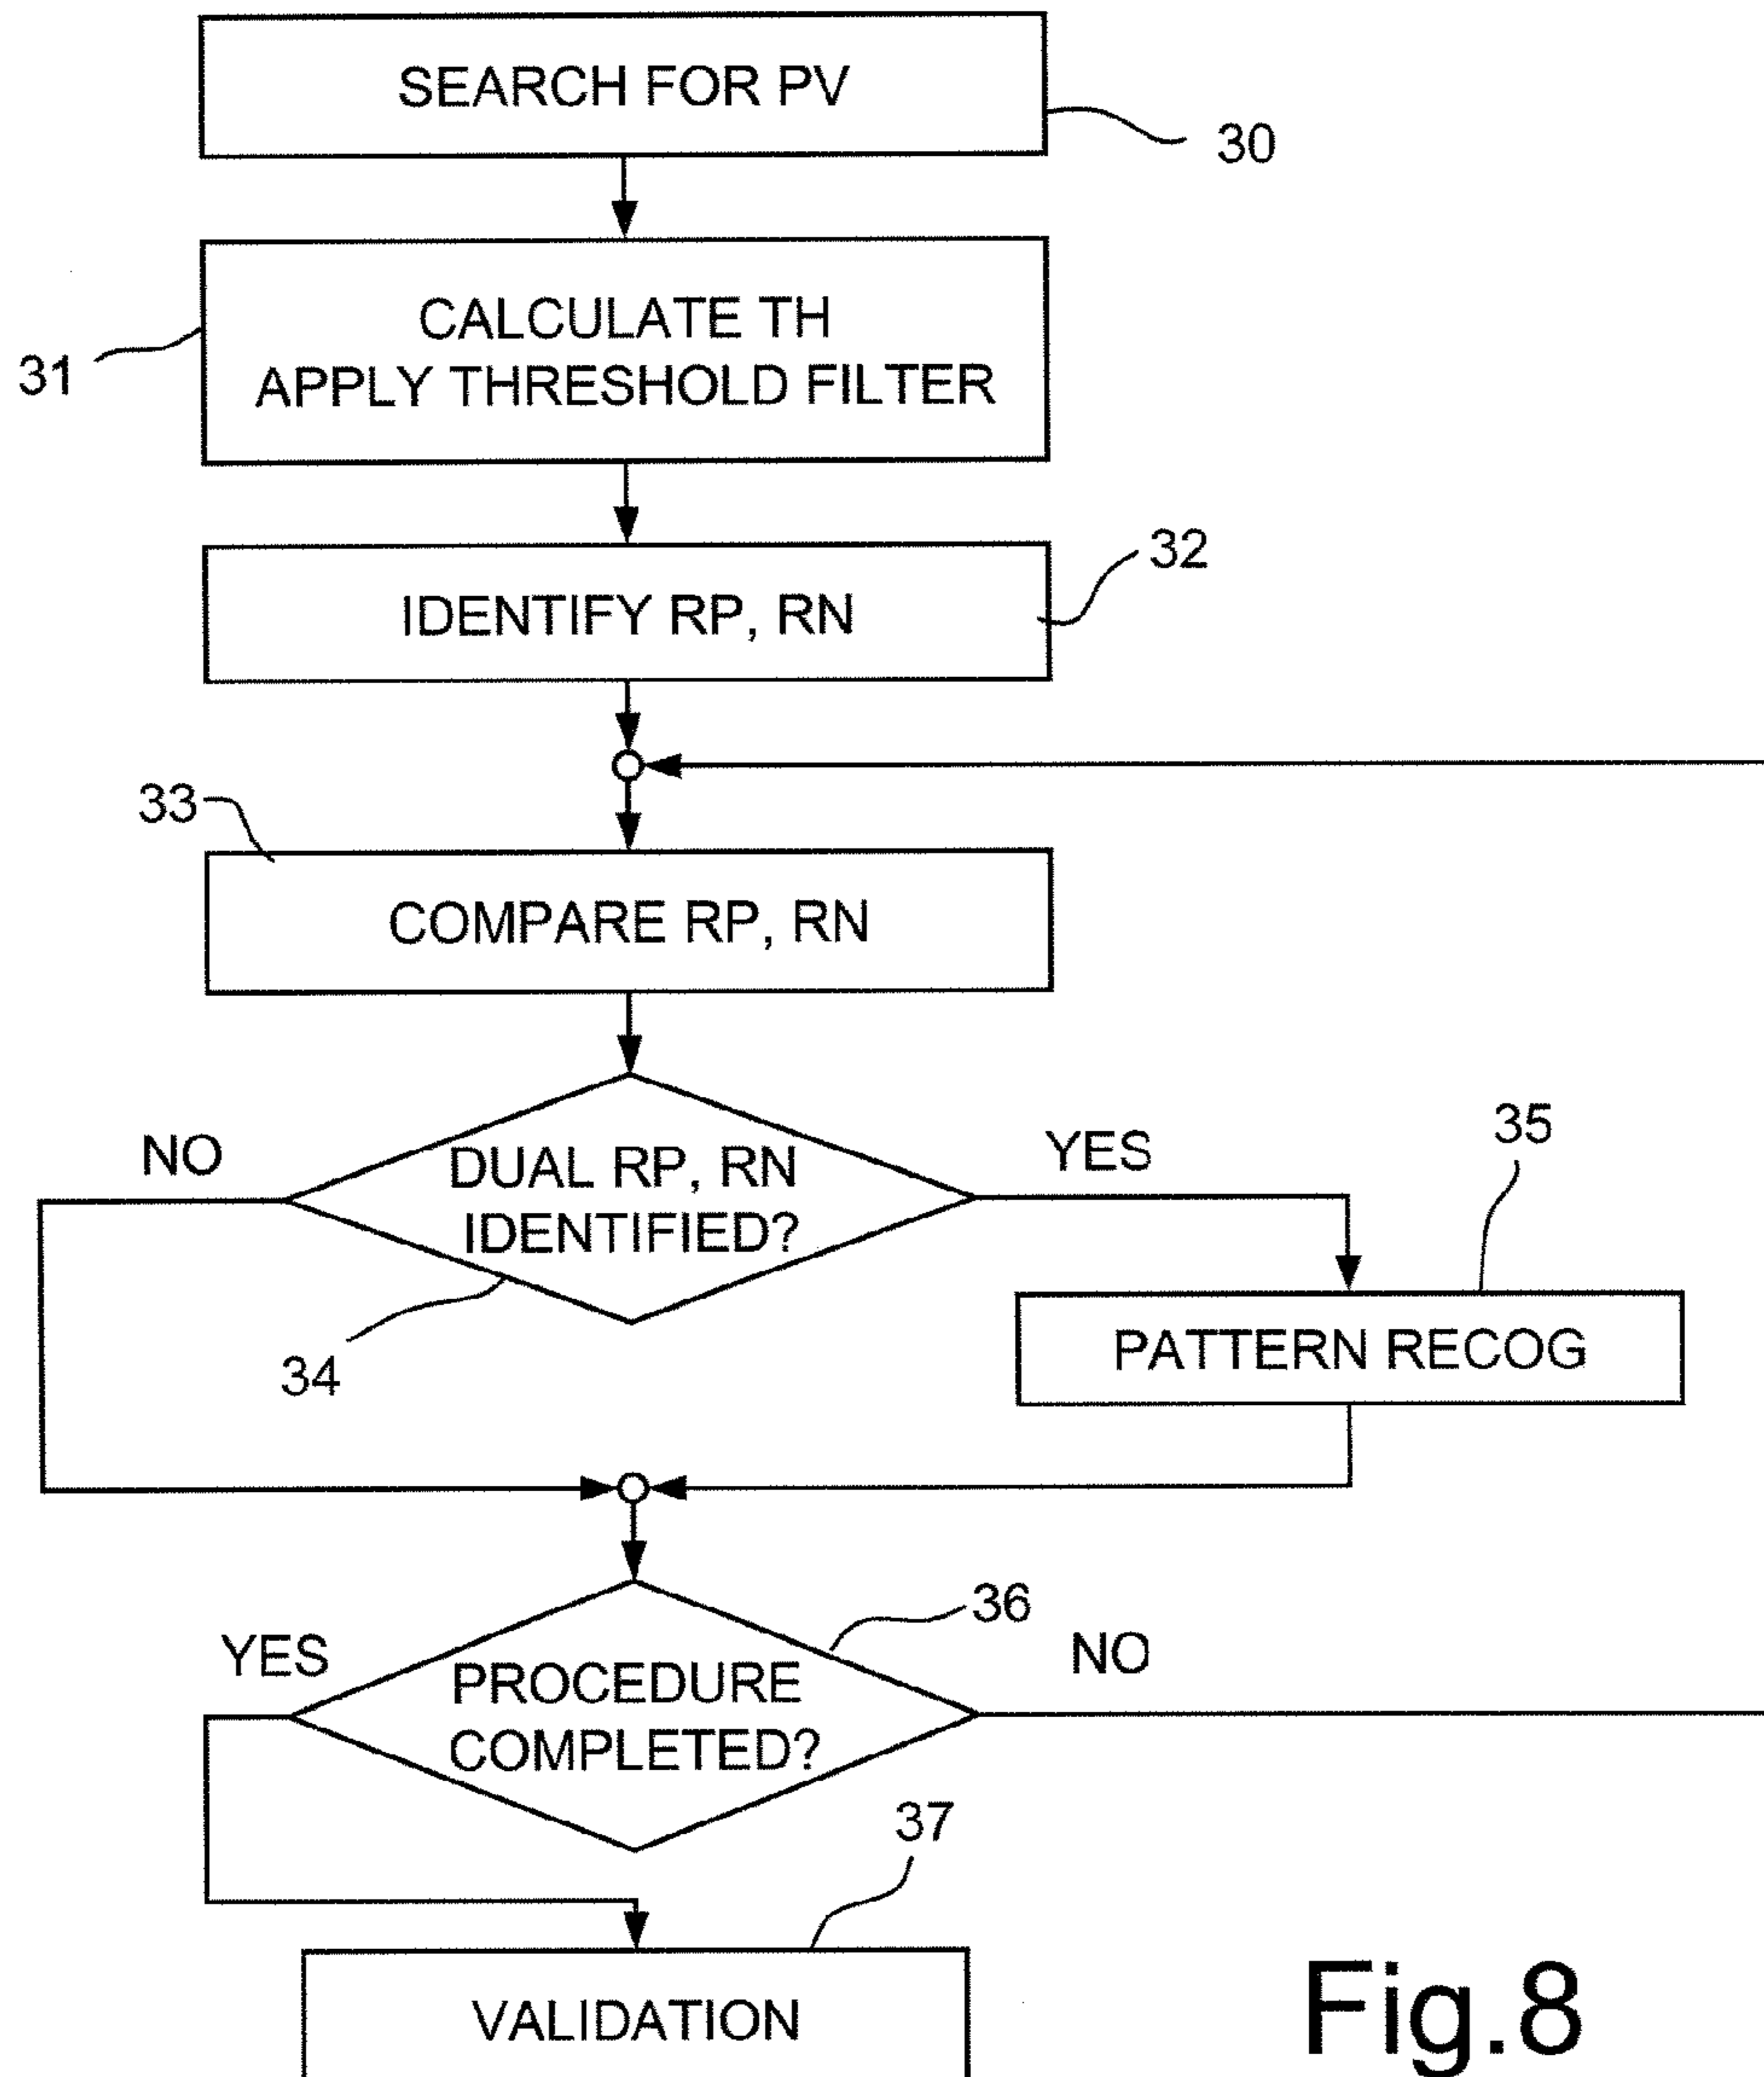 SEARCH FOR PV
30
CALCULATE TH
APPLY THRESHOLD FILTER
31
IDENTIFY RP, RN
32
33
COMPARE RP, RN
NO
DUAL RP, RN
IDENTIFIED?
YES
34
35
PATTERN RECOG
YES
PROCEDURE
COMPLETED?
36
NO
37
VALIDATION
Fig.8